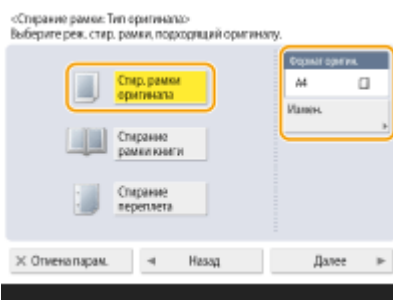 <Стирание рамки: Тип оригинала>
Выберите реж. стир. рамки, подходящий оригиналу.
Стир. рамки
оригинала
Стирание
рамки книги
Стирание
переплета
Формат оригин.
A4
Измен.
Отмена парам.
Назад
Далее